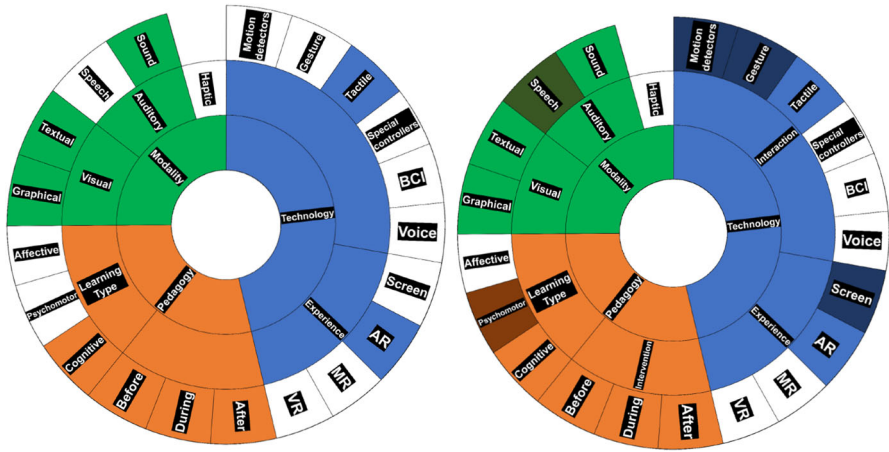 Motion
detectors
Gesture
Tactile
Special
controllers
BCI
Voice
Screen
AR
MR
VR
After
During
Before
Cognitive
Psychomotor
Affective
Graphical
Textual
Speech
Sound
Haptic
Auditory
Visual
Modality
Technology
Experience
Pedagogy
Learning
Type
Motion
detectors
Gesture
Tactile
Special
controllers
BCI
Voice
Screen
AR
MR
VR
After
During
Before
Cognitive
Psychomotor
Affective
Graphical
Textual
Speech
Sound
Haptic
Auditory
Visual
Modality
Interaction
Technology
Experience
Pedagogy
Learning
Type
Intervention